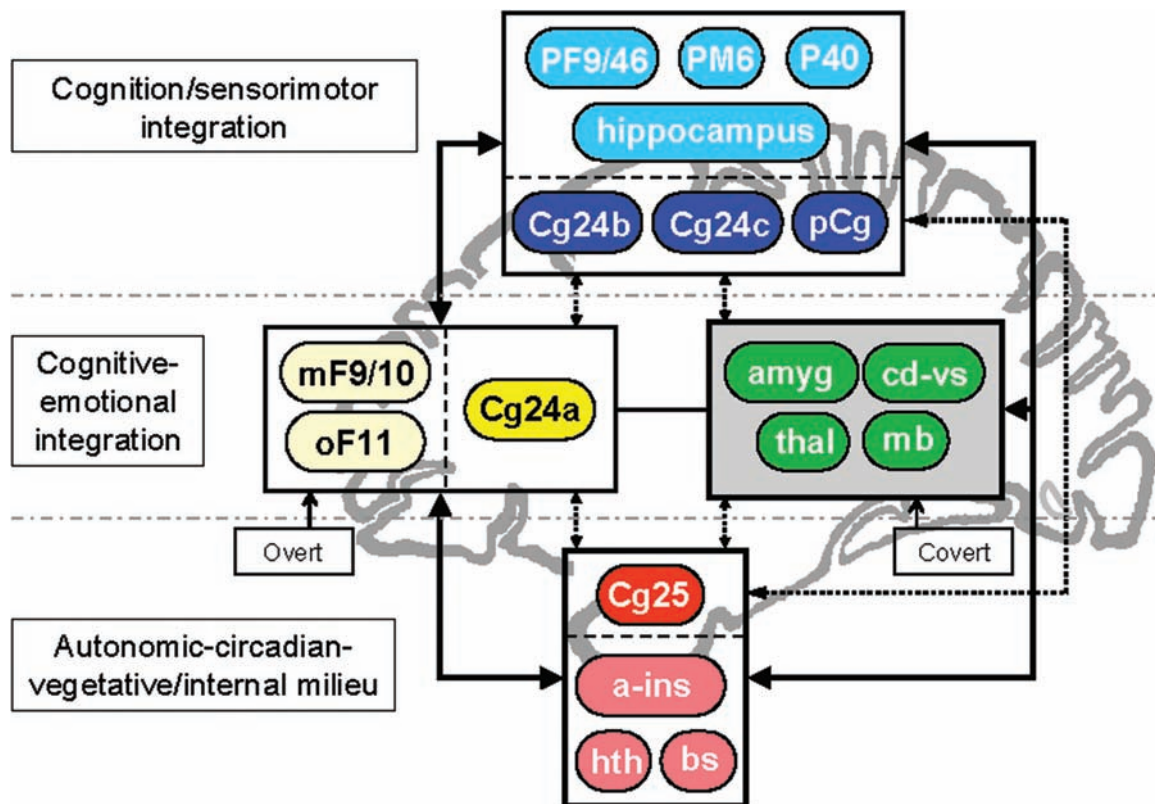 PF9/46 PM6 P40
Cognition/sensorimotor
integration
hippocampus
Cg24b Cg24c pCg
Cognitive-
emotional
integration
mF9/10
oF11
Cg24a
amyg cd-vs
thal mb
Overt
Covert
Autonomic-circadian-
vegetative/internal milieu
Cg25
a-ins
hth bs